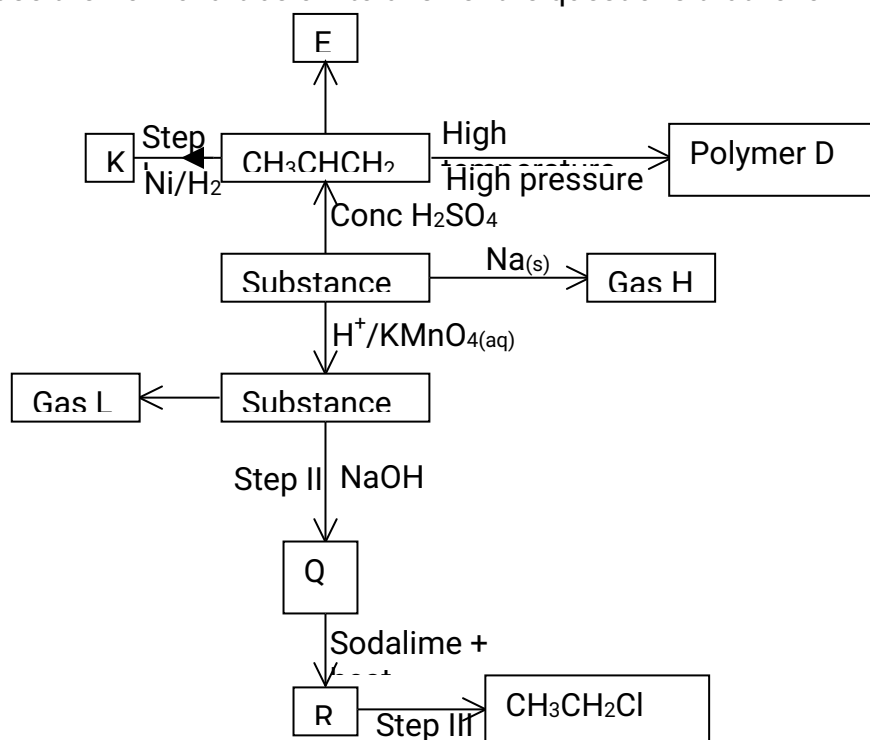 E
Step
High
K
CH₃CHCH₂
Polymer D
Ni/H₂
High pressure
Conc H₂SO₄
Na(s)
Substance
Gas H
H⁺/KMnO₄(aq)
Gas L
Substance
Step II
NaOH
Q
Sodalime +
heat
R
CH₃CH₂Cl
Step III